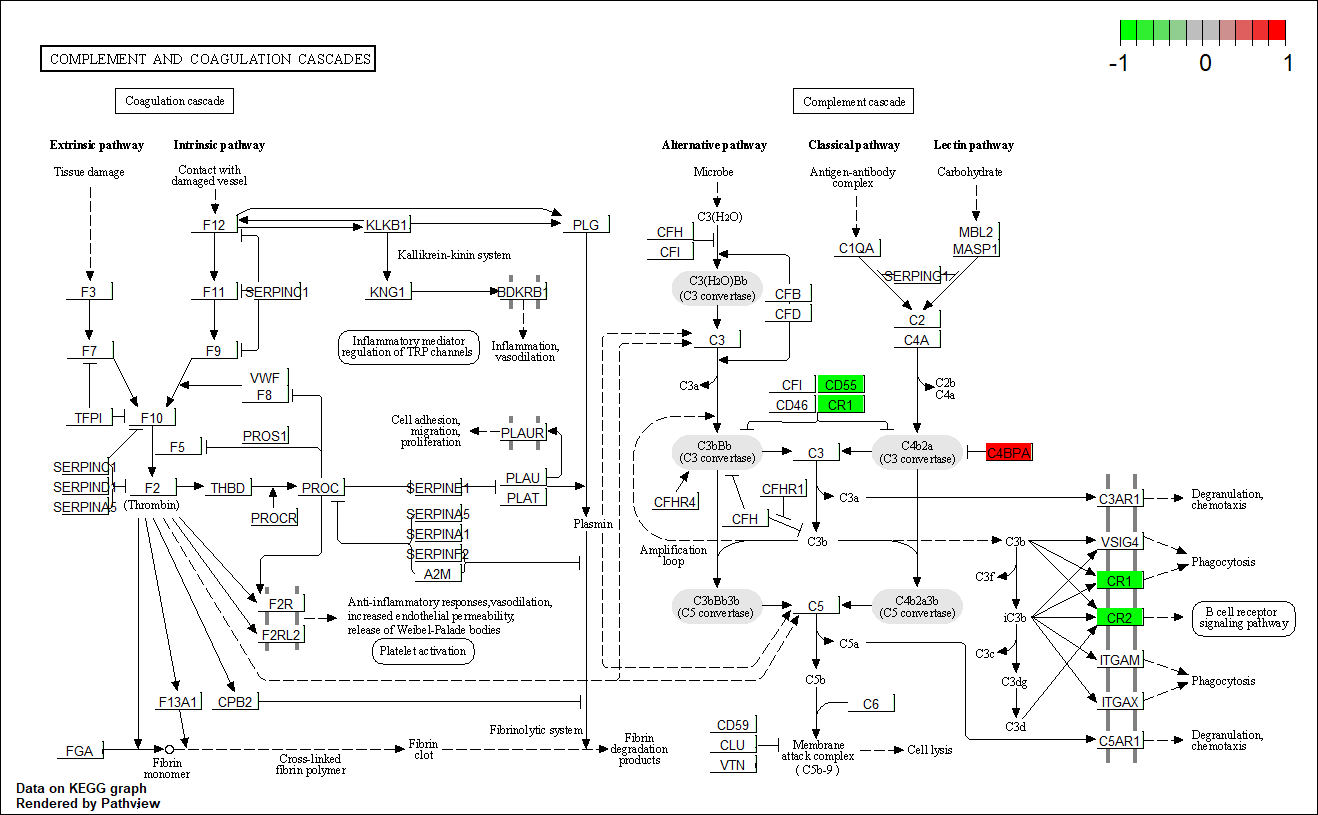 COMPLEMENT AND COAGULATION CASCADES
-1 0 1
Coagulation cascade
Complement cascade
Extrinsic pathway
Intrinsic pathway
Alternative pathway
Classical pathway
Lectin pathway
Tissue damage
Contact with
damaged vessel
Microbe
Antigen-antibody
complex
Carbohydrate
F12
KLKB1
PLG
C3(H2O)
CFH
CFI
C1QA
MBL2
MASP1
Kallikrein-kinin system
SERPING1
F3
F11
SERPINC1
KNG1
BDKRB1
C3(H2O)Bb
(C3 convertase)
CFB
CFD
C2
C4A
F7
F9
Inflammatory mediator
regulation of TRP channels
Inflammation,
vasodilation
C3
VWF
F8
C3a
CFI
CD55
CD46
CR1
C2b
C4a
TFPI
F10
Cell adhesion,
migration,
proliferation
PLAUR
F5
PROS1
C3bBb
(C3 convertase)
C3
C4b2a
(C3 convertase)
C4BPA
SERPINC1
SERPIND1
SERPINA5
F2
(Thrombin)
THBD
PROC
SERPINE1
PLAU
PLAT
CFHR4
CFHR1
C3a
C3AR1
Degranulation,
chemotaxis
PROCR
SERPINA5
SERPINA1
SERPINF2
A2M
Plasmin
CFH
Amplification
loop
C3b
C3b
VSIG4
Phagocytosis
C3f
CR1
F2R
F2RL2
Anti-inflammatory responses,vasodilation,
increased endothelial permeability,
release of Weibel-Palade bodies
Platelet activation
C3bBb3b
(C5 convertase)
C5
C4b2a3b
(C5 convertase)
iC3b
CR2
B cell receptor
signaling pathway
C5a
C3c
ITGAM
C5b
C3dg
Phagocytosis
F13A1
CPB2
C6
ITGAX
C3d
Fibrinolytic system
CD59
CLU
VTN
Membrane
attack complex
( C5b-9 )
Cell lysis
C5AR1
Degranulation,
chemotaxis
FGA
Fibrin
monomer
Cross-linked
fibrin polymer
Fibrin
clot
Fibrin
degradation
products
Data on KEGG graph
Rendered by Pathview